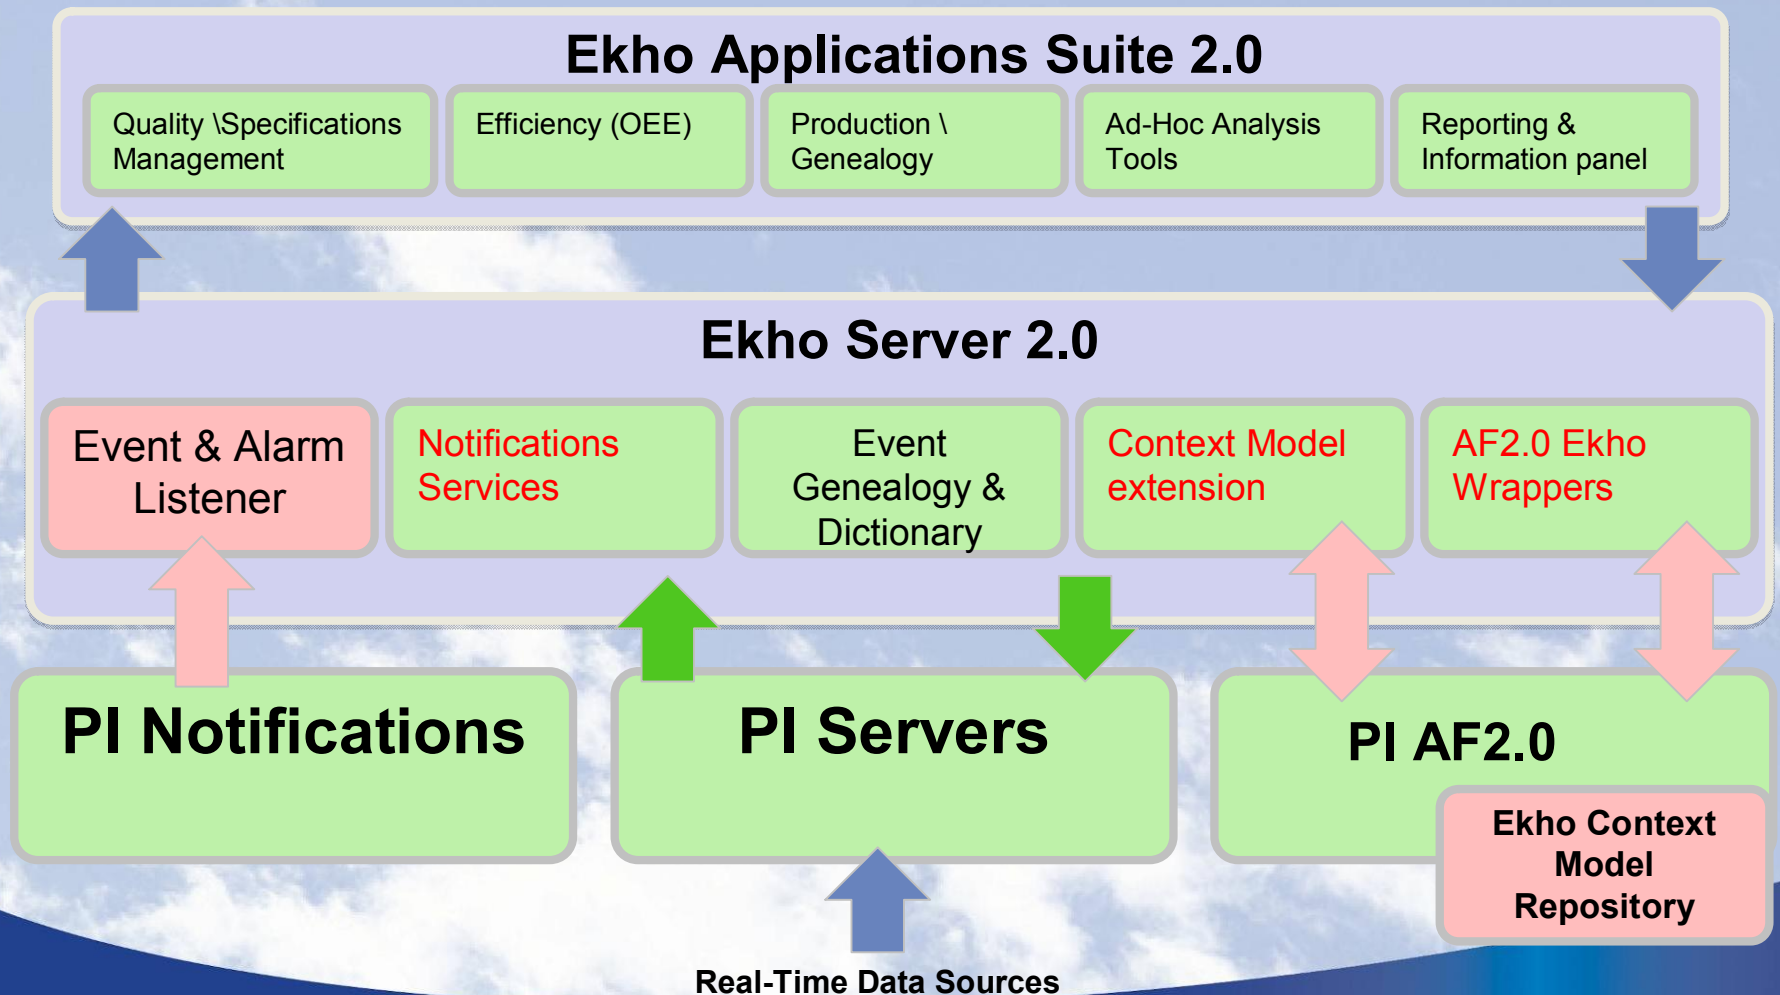 Ekho Applications Suite 2.0
Quality \Specifications
Management
Efficiency (OEE)
Production \
Genealogy
Ad-Hoc Analysis
Tools
Reporting &
Information panel
Ekho Server 2.0
Event & Alarm
Listener
Notifications
Services
Event
Genealogy &
Dictionary
Context Model
extension
AF2.0 Ekho
Wrappers
PI Notifications
PI Servers
PI AF2.0
Ekho Context
Model
Repository
Real-Time Data Sources